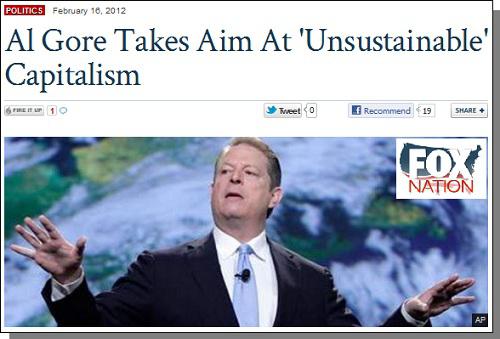 POLITICS February 16, 2012
Al Gore Takes Aim At 'Unsustainable'
Capitalism
FIRE IT UP 1 Tweet 0 Recommend 19 SHARE +
FOX
NATION
AP